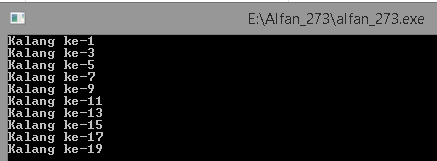 E:\Alfan_273\alfan_273.exe
Kalang ke-1
Kalang ke-3
Kalang ke-5
Kalang ke-7
Kalang ke-9
Kalang ke-11
Kalang ke-13
Kalang ke-15
Kalang ke-17
Kalang ke-19